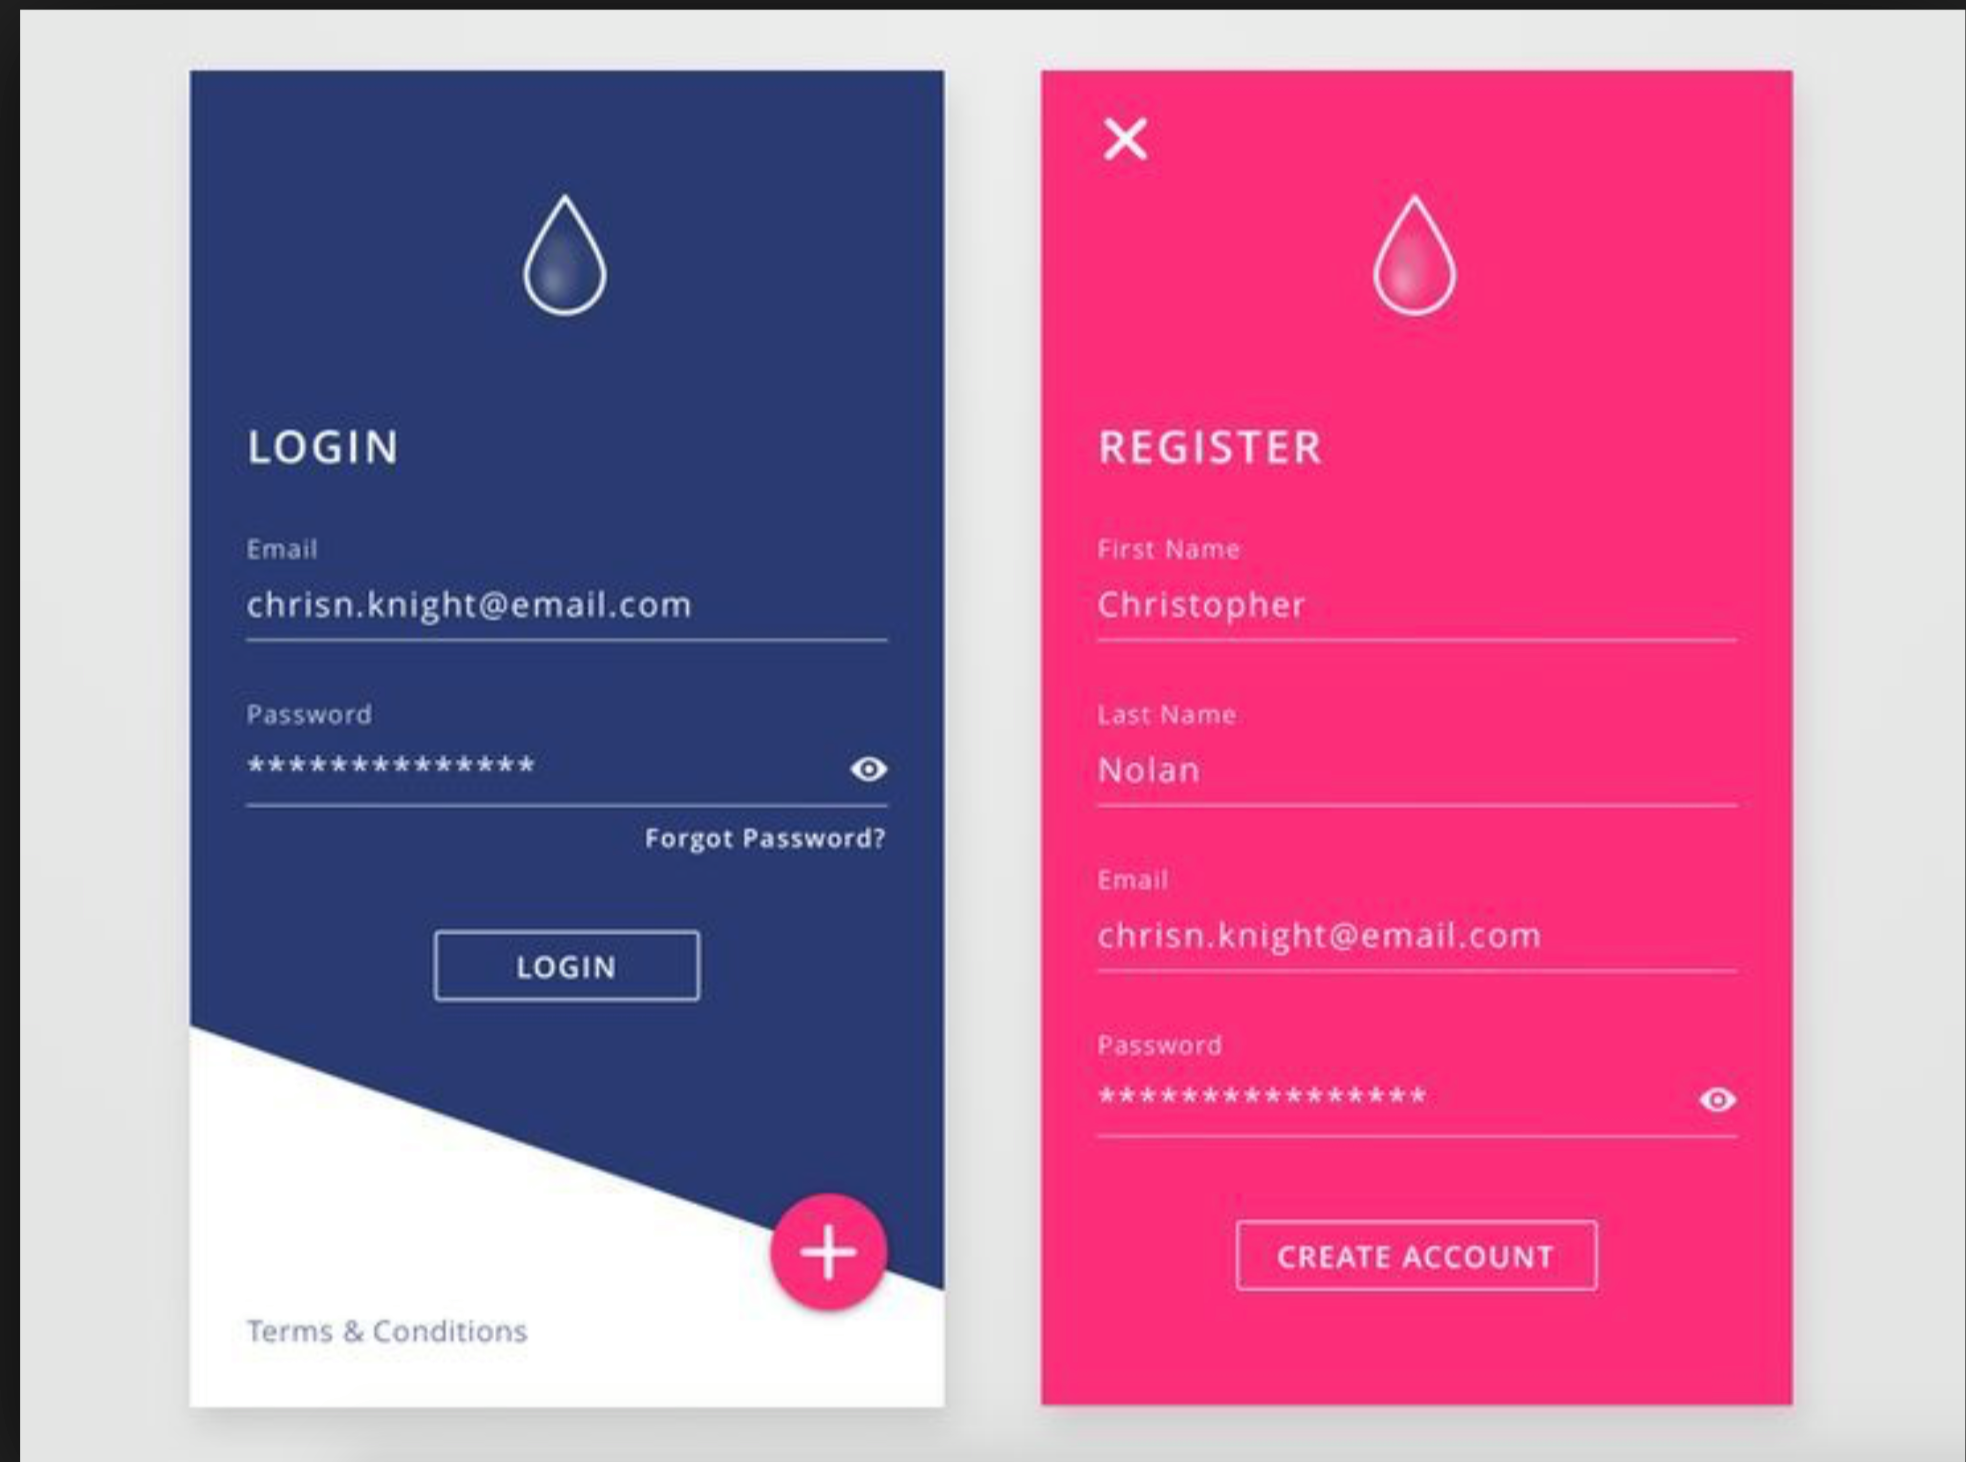 LOGIN
Email
chrisn.knight@email.com
Password
**************
Forgot Password?
LOGIN
Terms & Conditions
REGISTER
First Name
Christopher
Last Name
Nolan
Email
chrisn.knight@email.com
Password
****************
CREATE ACCOUNT